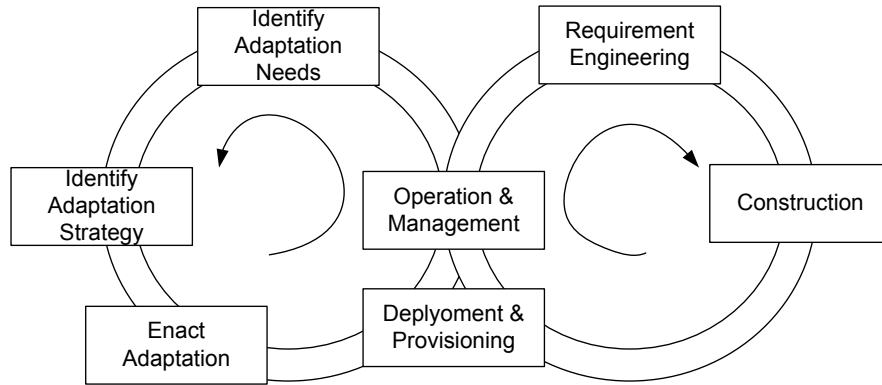 Identify
Adaptation
Needs
Requirement
Engineering
Identify
Adaptation
Strategy
Operation &
Management
Construction
Enact
Adaptation
Deplyoment &
Provisioning